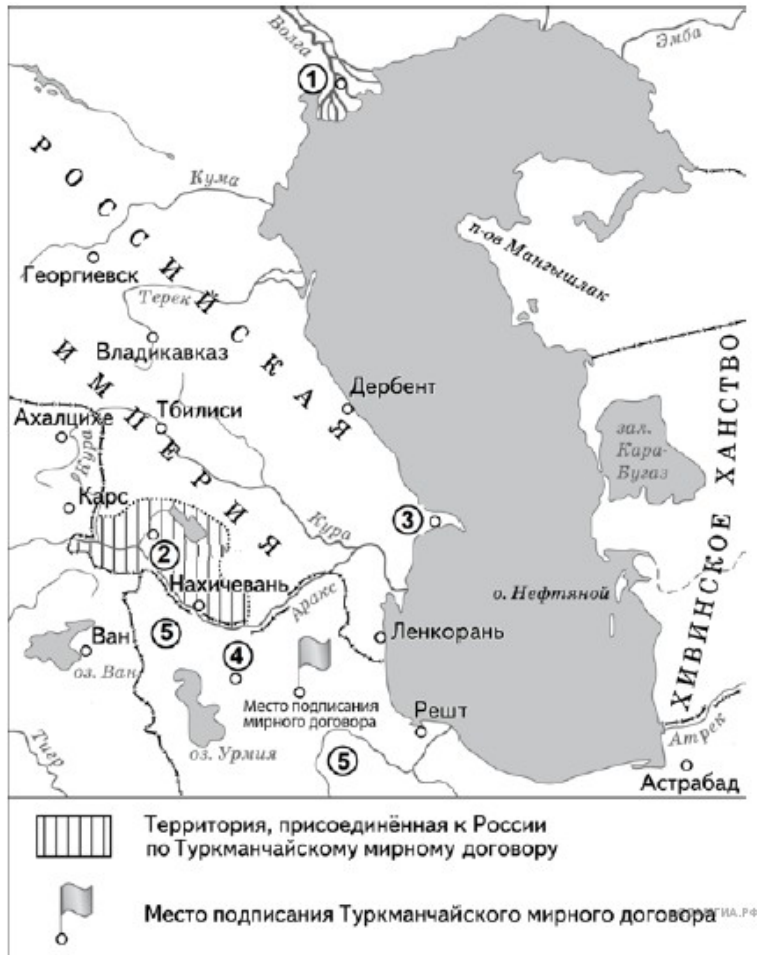 Волга
Эмба
1
РОССИЙСКАЯ
ИМПЕРИЯ
Кума
п-ов Мангышлак
Георгиевск
Терек
Владикавказ
Дербент
Ахалцихе
Тбилиси
Кура
зал.
Кара-
Бугаз
ХИВИНСКОЕ ХАНСТВО
Карс
3
Кура
2
Нахичевань
Аракс
о. Нефтяной
5
Ван
оз. Ван
4
Ленкорань
Место подписания
мирного договора
Решт
Атрек
Тигр
оз. Урмия
5
Астрабад
Территория, присоединённая к России
по Туркманчайскому мирному договору
Место подписания Туркманчайского мирного договора